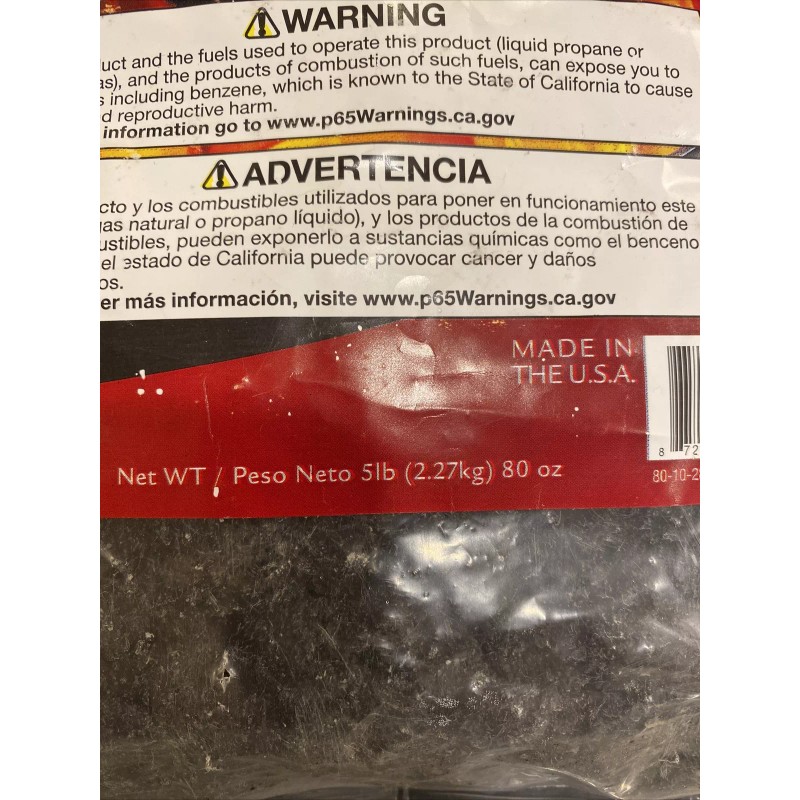 WARNING
uct and the fuels used to operate this product (liquid propane or
as), and the products of combustion of such fuels, can expose you to
s including benzene, which is known to the State of California to cause
d reproductive harm.
information go to www.p65Warnings.ca.gov
ADVERTENCIA
cto y los combustibles utilizados para poner en funcionamiento este
as natural o propano líquido), y los productos de la combustión de
ustibles, pueden exponerlo a sustancias químicas como el benceno
el estado de California puede provocar cáncer y daños
os.
er más información, visite www.p65Warnings.ca.gov
MADE IN
THE U.S.A.
8 72
Net WT / Peso Neto 5lb (2.27kg) 80 oz
80-10-2